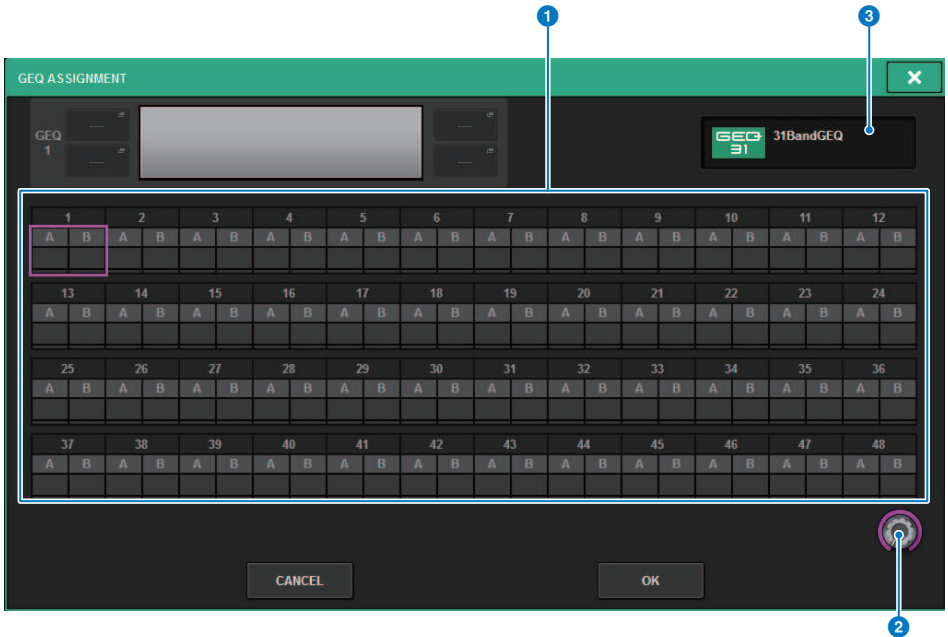 1 3
GEQ ASSIGNMENT
GEQ 1
---- ----
---- ----
GEQ 31 31BandGEQ
1 2 3 4 5 6 7 8 9 10 11 12
A B A B A B A B A B A B A B A B A B A B A B A B
13 14 15 16 17 18 19 20 21 22 23 24
A B A B A B A B A B A B A B A B A B A B A B A B
25 26 27 28 29 30 31 32 33 34 35 36
A B A B A B A B A B A B A B A B A B A B A B A B
37 38 39 40 41 42 43 44 45 46 47 48
A B A B A B A B A B A B A B A B A B A B A B A B
CANCEL OK
2